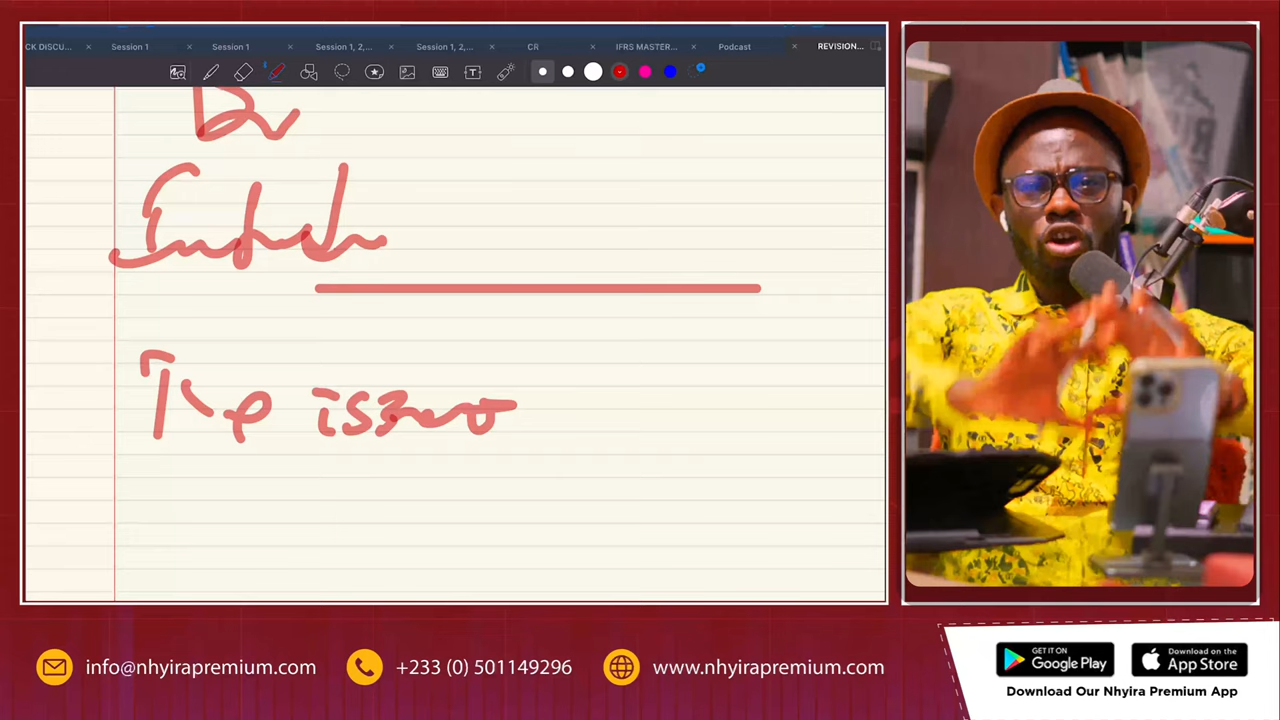 CK DISCU...
Session 1
Session 1
Session 1, 2,...
Session 1, 2,...
CR
IFRS MASTER...
Podcast
REVISION...
T
Dr
issue
info@nhyirapremium.com
+233 (0) 501149296
www.nhyirapremium.com
GET IT ON
Google Play
Download on the
App Store
Download Our Nhyira Premium App